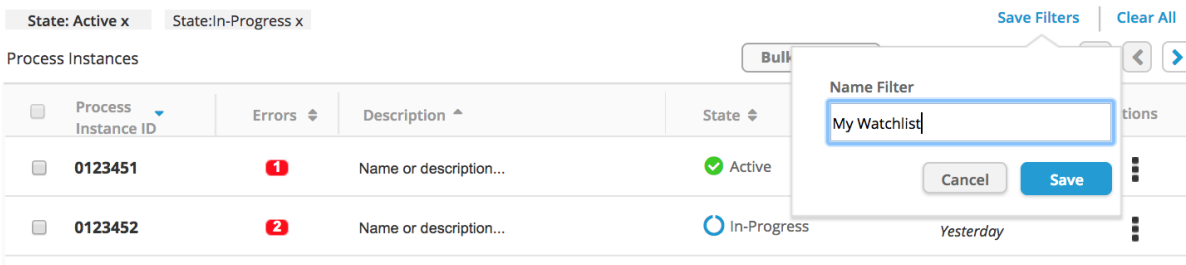 State: Active x State:In-Progress x Save Filters Clear All
Process Instances Bulk
Name Filter
My Watchlist
Cancel Save
Process
Instance ID Errors Description State tions
0123451 1 Name or description... Active
0123452 2 Name or description... In-Progress Yesterday